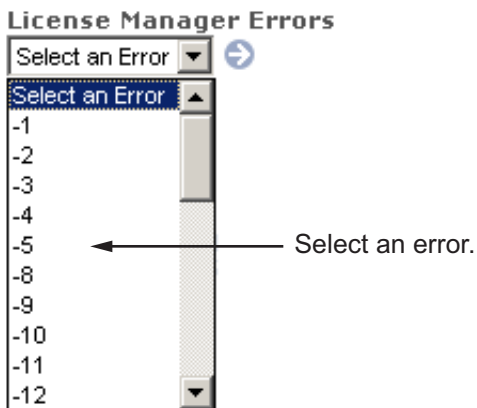 License Manager Errors
Select an Error
Select an Error
-1
-2
-3
-4
-5
Select an error.
-8
-9
-10
-11
-12